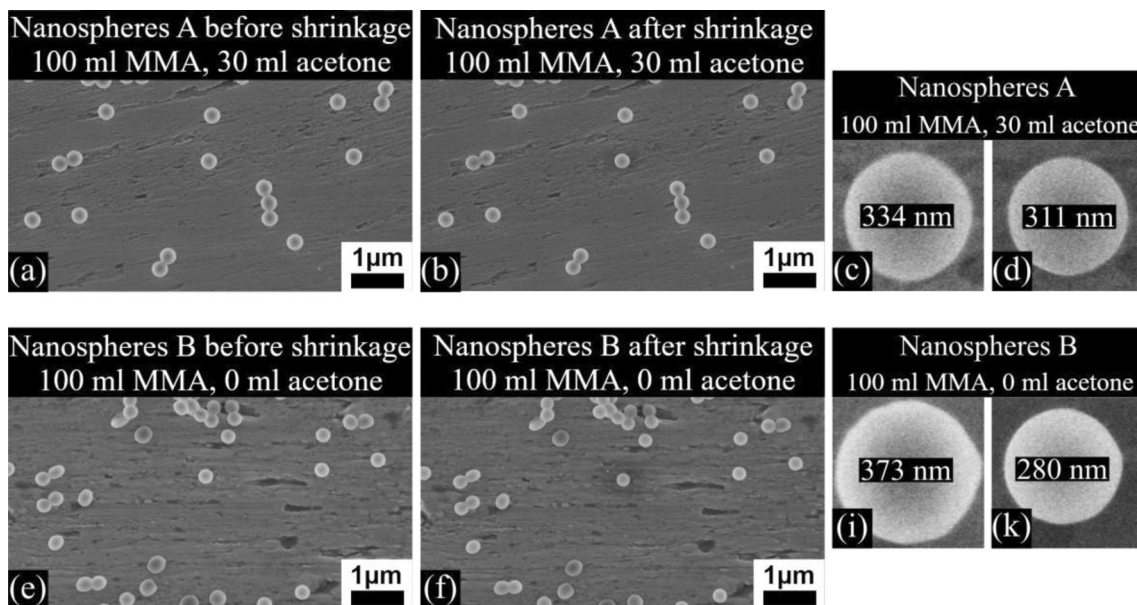 Nanospheres A before shrinkage
100 ml MMA, 30 ml acetone
(a)
1µm
Nanospheres A after shrinkage
100 ml MMA, 30 ml acetone
(b)
1µm
Nanospheres A
100 ml MMA, 30 ml acetone
334 nm
(c)
311 nm
(d)
Nanospheres B before shrinkage
100 ml MMA, 0 ml acetone
(e)
1µm
Nanospheres B after shrinkage
100 ml MMA, 0 ml acetone
(f)
1µm
Nanospheres B
100 ml MMA, 0 ml acetone
373 nm
(i)
280 nm
(k)